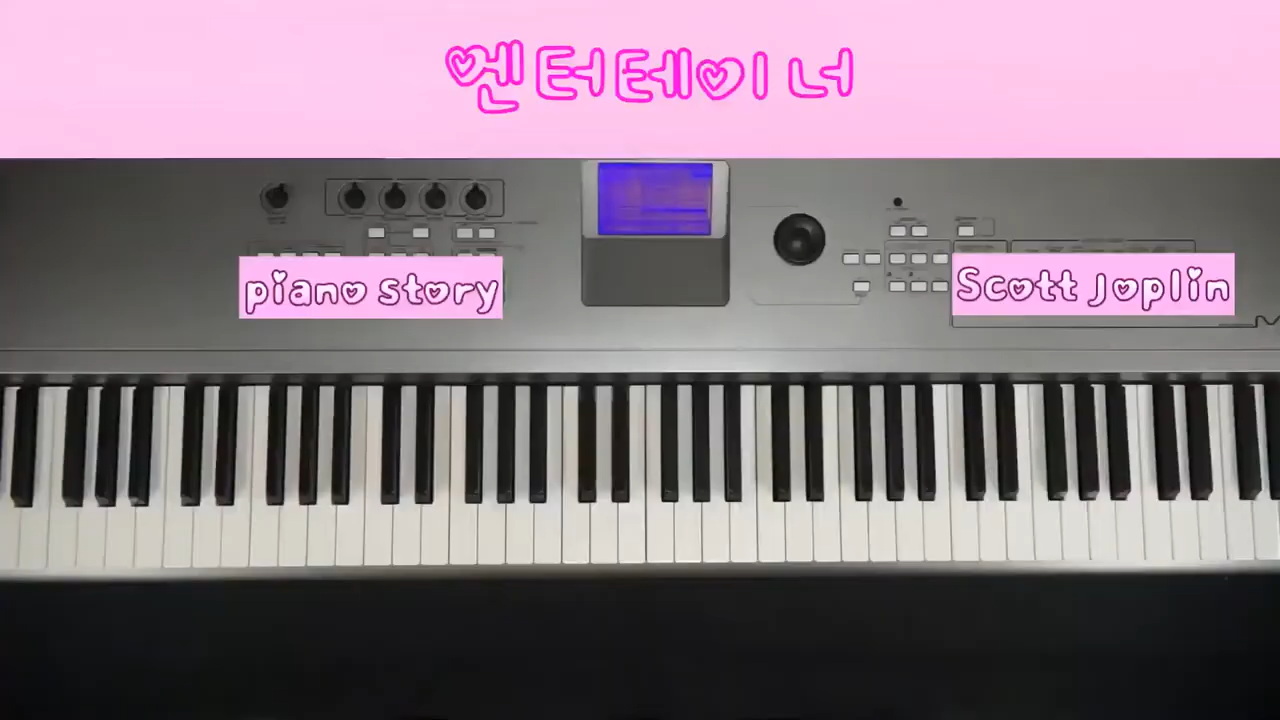 엔터테이너
piano story
Scott Joplin